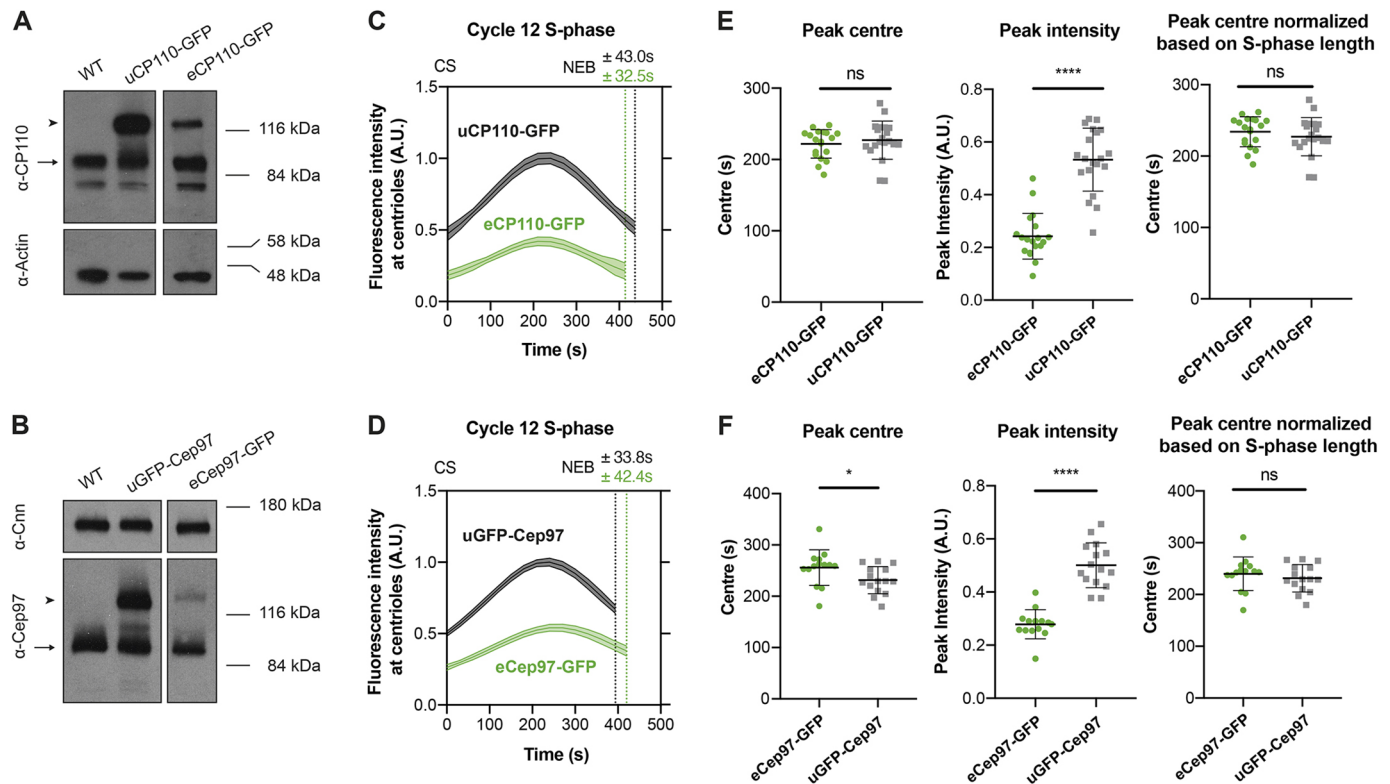 A
WT
uCP110-GFP
eCP110-GFP
α-CP110
116 kDa
84 kDa
α-Actin
58 kDa
48 kDa
C
Cycle 12 S-phase
CS
NEB
± 43.0s
± 32.5s
Fluorescence intensity
at centrioles (A.U.)
1.5
1.0
0.5
0.0
uCP110-GFP
eCP110-GFP
0 100 200 300 400 500
Time (s)
E
Peak centre
ns
Centre (s)
300
200
100
0
eCP110-GFP
uCP110-GFP
Peak intensity
****
Peak Intensity (A.U.)
0.8
0.6
0.4
0.2
0.0
eCP110-GFP
uCP110-GFP
Peak centre normalized
based on S-phase length
ns
Centre (s)
300
200
100
0
eCP110-GFP
uCP110-GFP
B
WT
uGFP-Cep97
eCep97-GFP
α-Cnn
180 kDa
α-Cep97
116 kDa
84 kDa
D
Cycle 12 S-phase
CS
NEB
± 33.8s
± 42.4s
Fluorescence intensity
at centrioles (A.U.)
1.5
1.0
0.5
0.0
uGFP-Cep97
eCep97-GFP
0 100 200 300 400 500
Time (s)
F
Peak centre
*
Centre (s)
400
300
200
100
0
eCep97-GFP
uGFP-Cep97
Peak intensity
****
Peak Intensity (A.U.)
0.8
0.6
0.4
0.2
0.0
eCep97-GFP
uGFP-Cep97
Peak centre normalized
based on S-phase length
ns
Centre (s)
400
300
200
100
0
eCep97-GFP
uGFP-Cep97